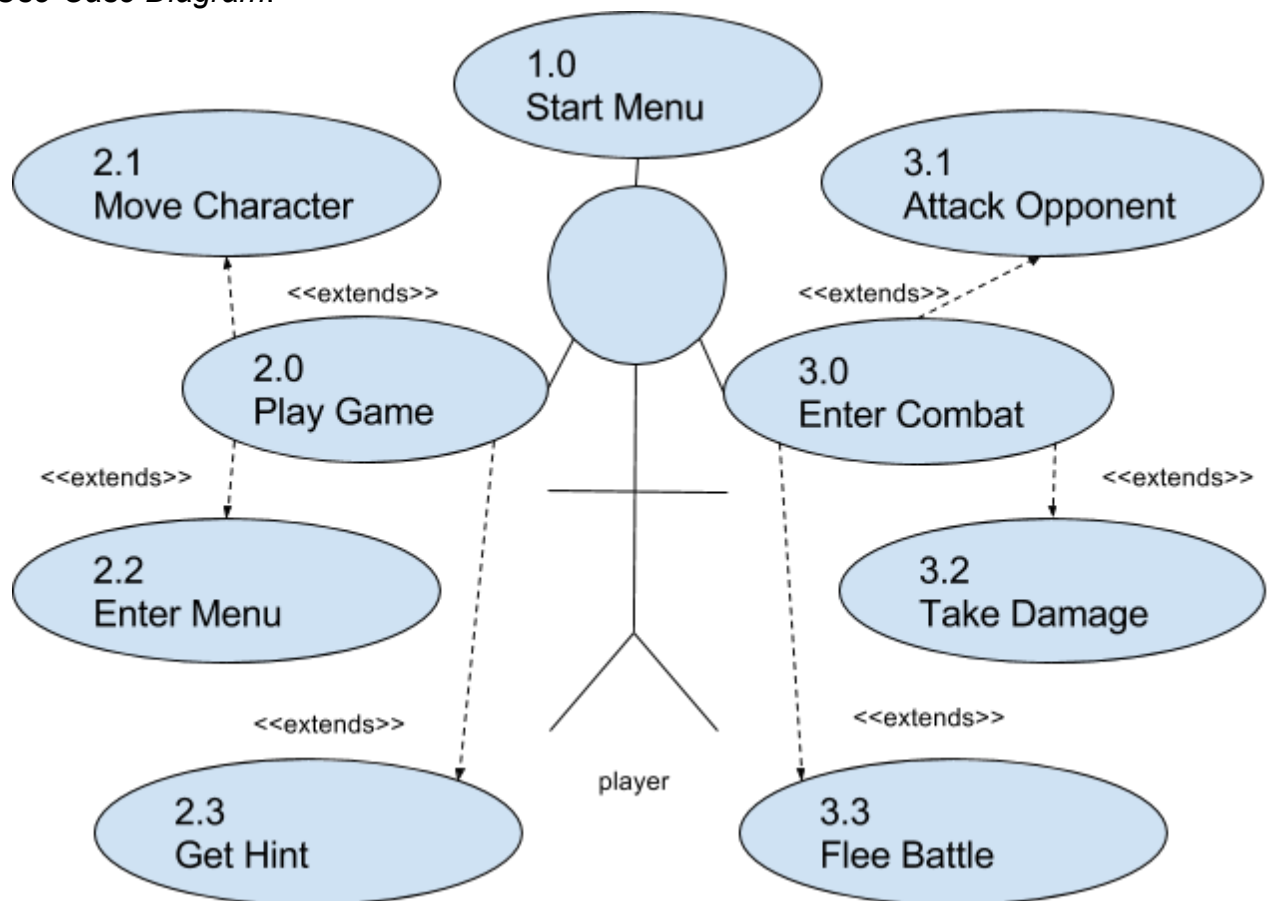 Use Case Diagram:
1.0
Start Menu
2.1
Move Character
3.1
Attack Opponent
<<extends>>
<<extends>>
2.0
Play Game
3.0
Enter Combat
<<extends>>
<<extends>>
2.2
Enter Menu
3.2
Take Damage
<<extends>>
<<extends>>
player
2.3
Get Hint
3.3
Flee Battle